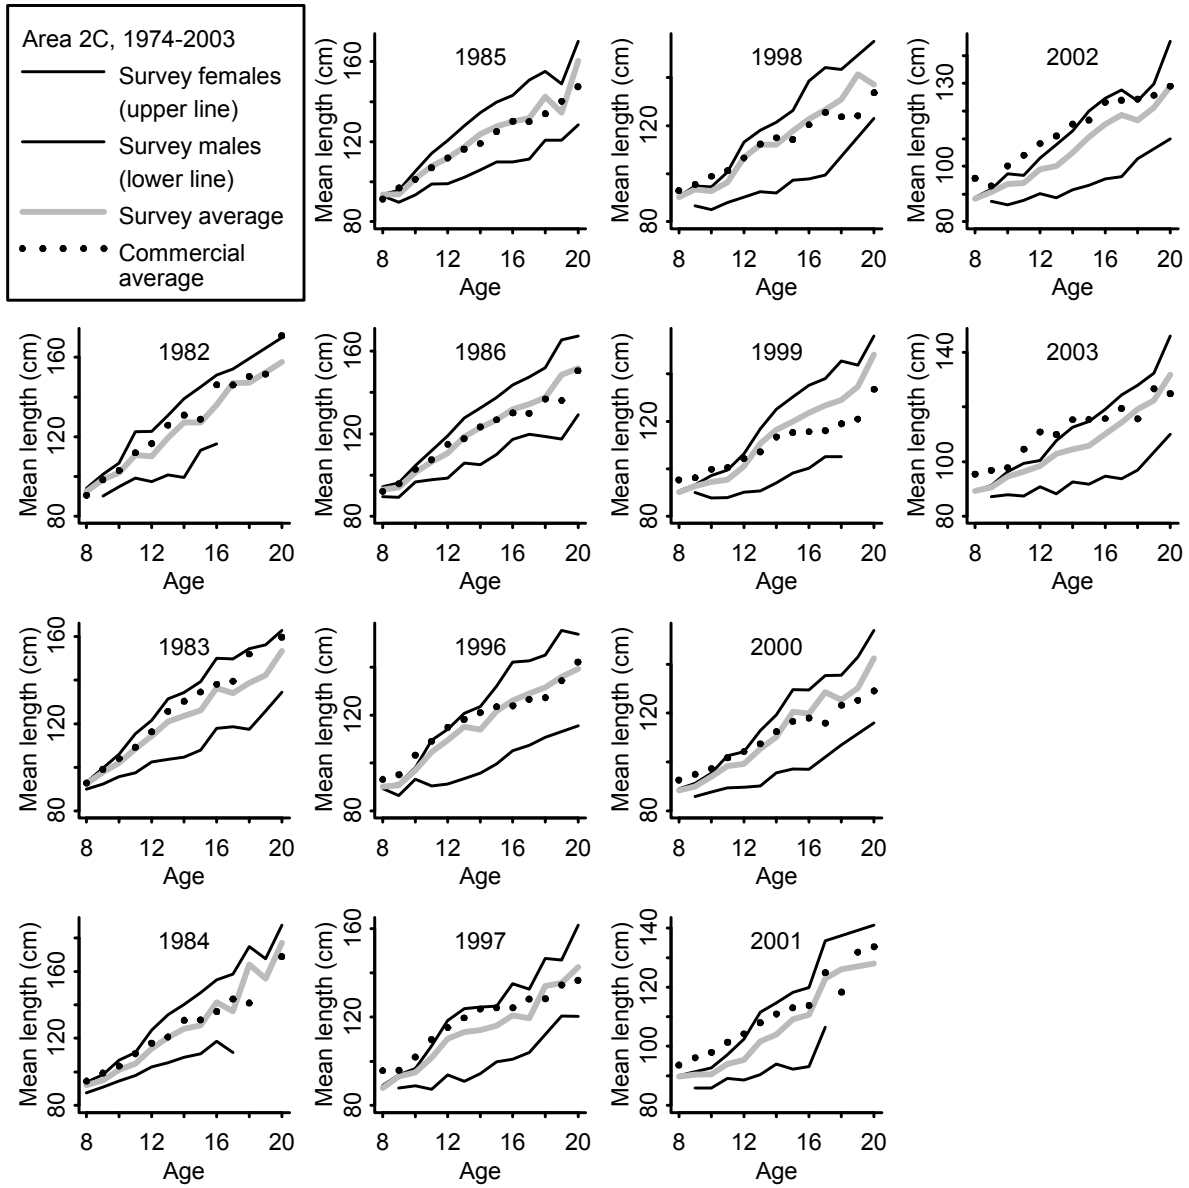 Area 2C, 1974-2003
Survey females
(upper line)
Survey males
(lower line)
Survey average
Commercial
average
1985
Mean length (cm)
80
120
160
8
12
16
20
Age
1998
Mean length (cm)
80
120
8
12
16
20
Age
2002
Mean length (cm)
80
100
130
8
12
16
20
Age
1982
Mean length (cm)
80
120
160
8
12
16
20
Age
1986
Mean length (cm)
80
120
160
8
12
16
20
Age
1999
Mean length (cm)
80
120
8
12
16
20
Age
2003
Mean length (cm)
80
100
140
8
12
16
20
Age
1983
Mean length (cm)
80
120
160
8
12
16
20
Age
1996
Mean length (cm)
80
120
8
12
16
20
Age
2000
Mean length (cm)
80
120
8
12
16
20
Age
1984
Mean length (cm)
80
120
160
8
12
16
20
Age
1997
Mean length (cm)
80
120
160
8
12
16
20
Age
2001
Mean length (cm)
80
100
120
140
8
12
16
20
Age